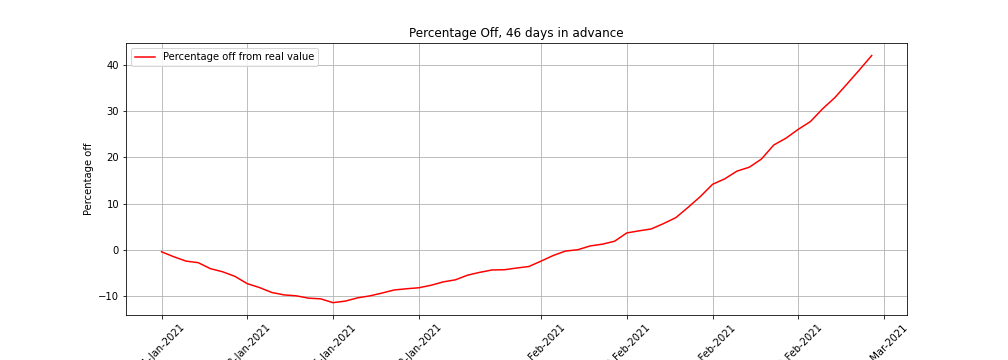 Percentage Off, 46 days in advance
Percentage off from real value
Percentage off
40
30
20
10
0
−10
-Jan-2021
-Jan-2021
-Jan-2021
-Jan-2021
Feb-2021
-Feb-2021
-Feb-2021
-Feb-2021
Mar-2021